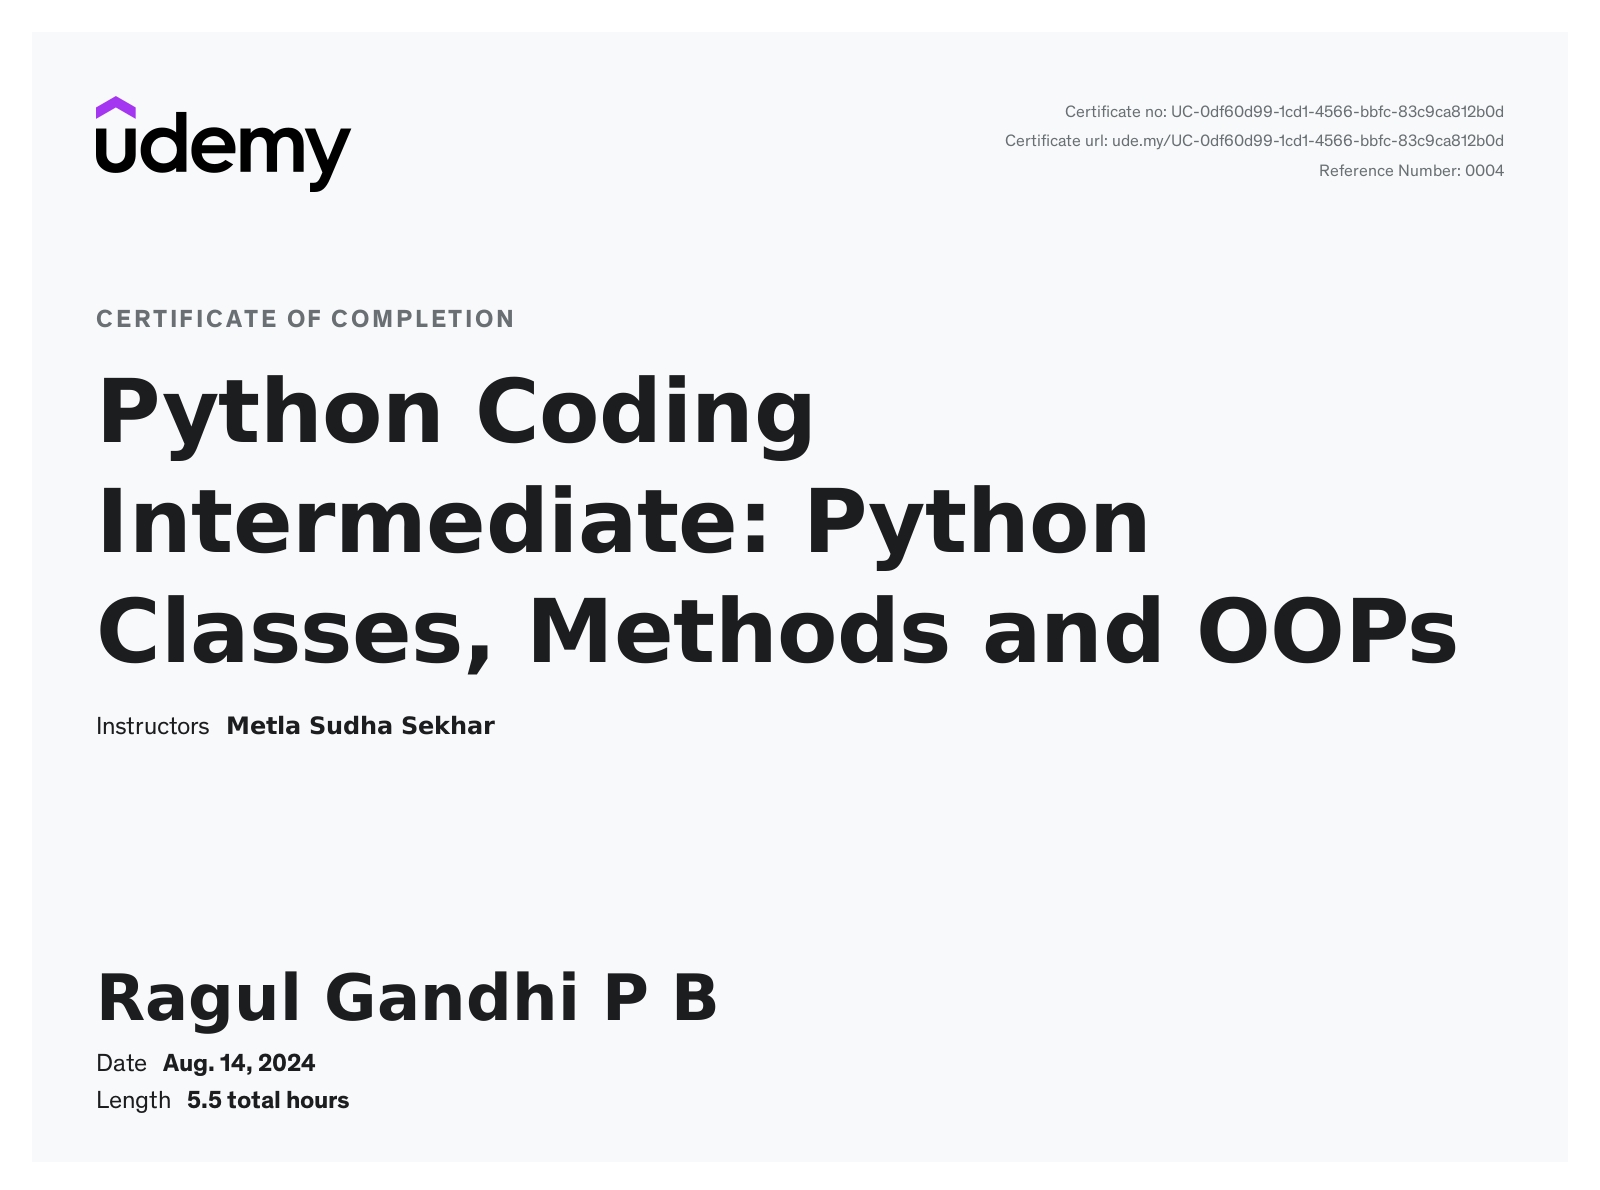 udemy
Certificate no: UC-0df60d99-1cd1-4566-bbfc-83c9ca812b0d
Certificate url: ude.my/UC-0df60d99-1cd1-4566-bbfc-83c9ca812b0d
Reference Number: 0004
CERTIFICATE OF COMPLETION
Python Coding
Intermediate: Python
Classes, Methods and OOPs
Instructors Metla Sudha Sekhar
Ragul Gandhi P B
Date Aug. 14, 2024
Length 5.5 total hours